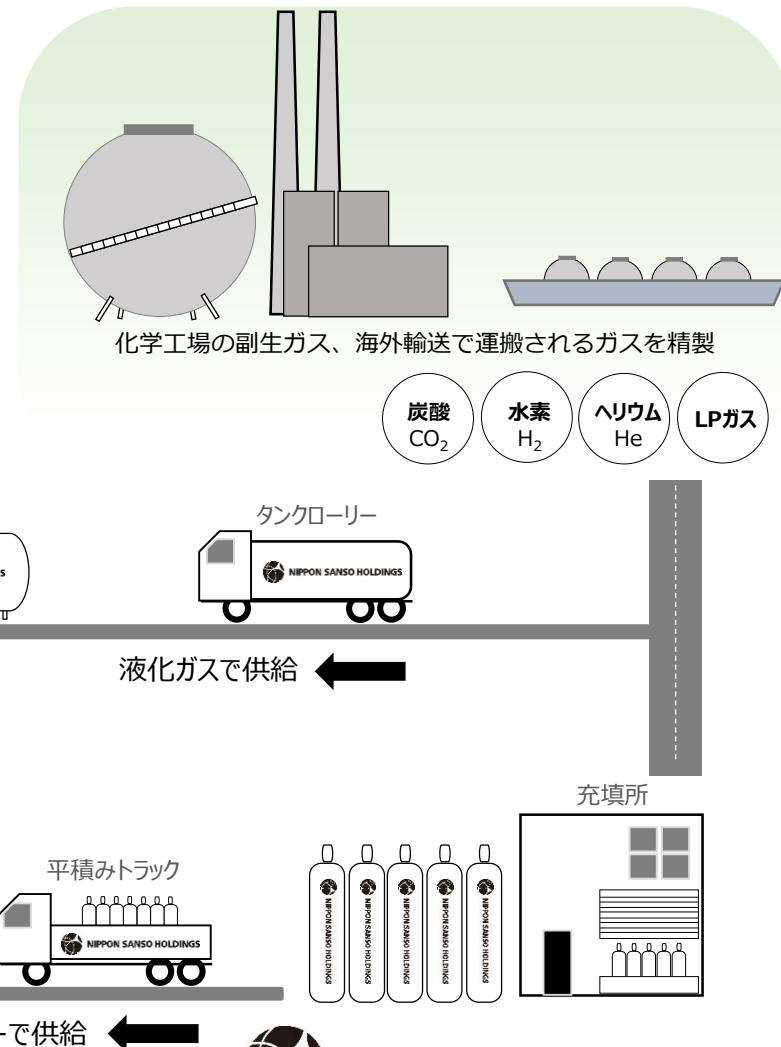 化学工場の副生ガス、海外輸送で運搬されるガスを精製
炭酸
CO₂
水素
H₂
ヘリウム
He
LPガス
タンクローリー
NIPPON SANSO HOLDINGS
液化ガスで供給
充填所
平積みトラック
NIPPON SANSO HOLDINGS
NIPPON SANSO HOLDINGS
NIPPON SANSO HOLDINGS
NIPPON SANSO HOLDINGS
NIPPON SANSO HOLDINGS
NIPPON SANSO HOLDINGS
ーで供給